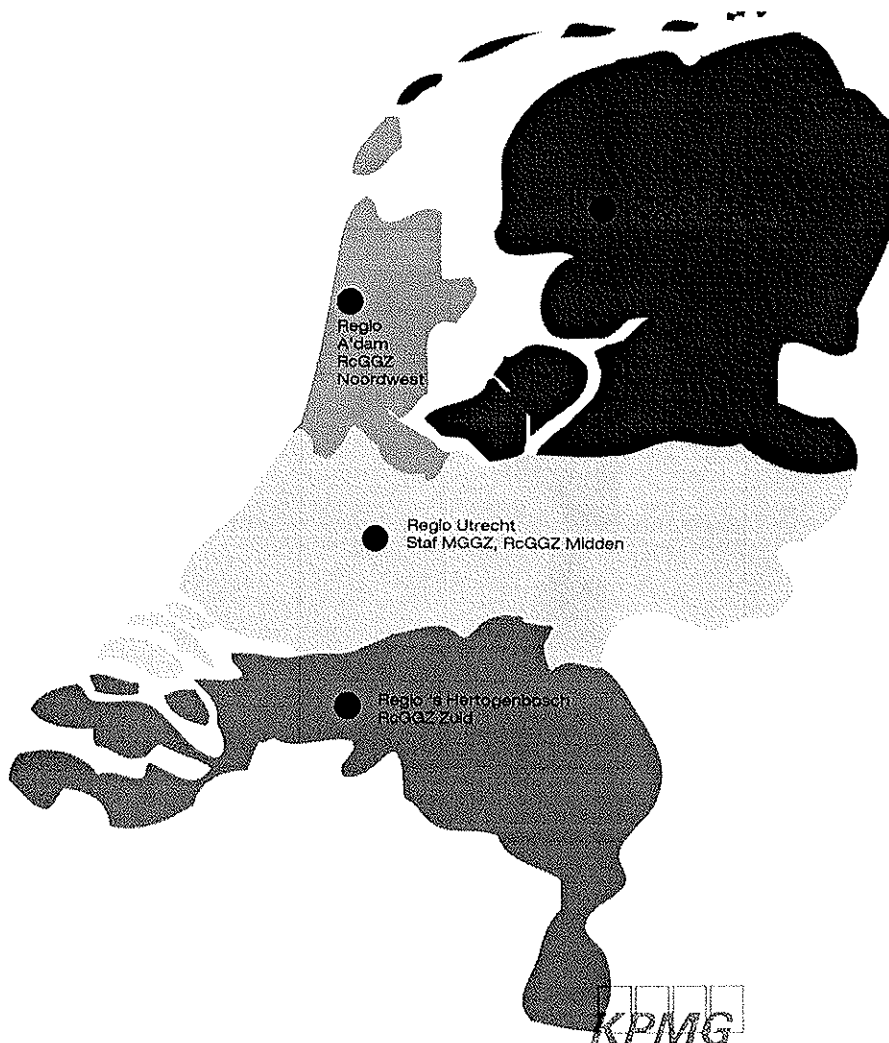 Regio
A'dam
RcGGZ
Noordwest
Regio Utrecht
Staf MGGZ, RcGGZ Midden
Regio 's Hertogenbosch
RcGGZ Zuid
KPMG